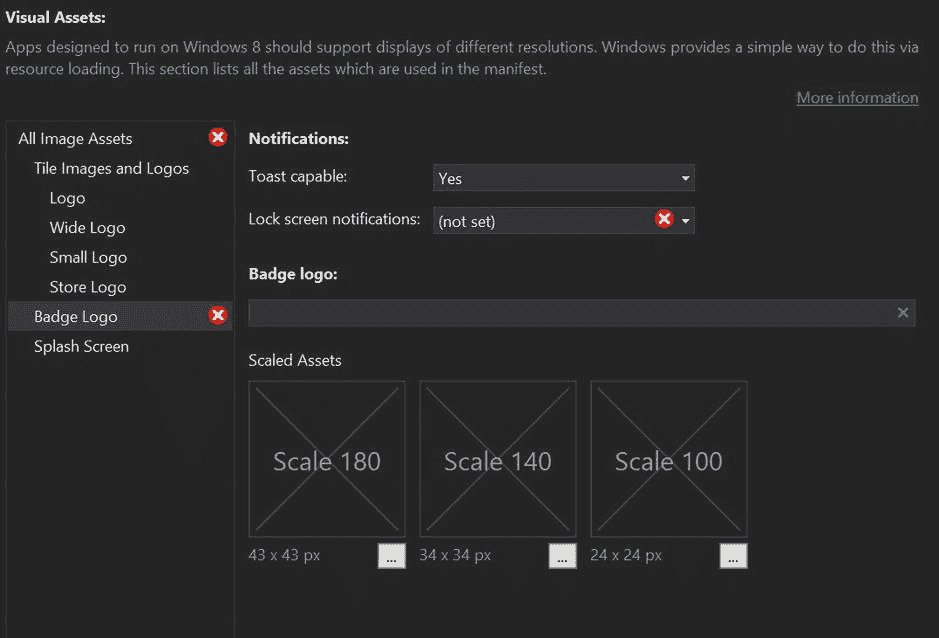 Visual Assets:
Apps designed to run on Windows 8 should support displays of different resolutions. Windows provides a simple way to do this via
resource loading. This section lists all the assets which are used in the manifest.
More information
All Image Assets
Tile Images and Logos
Logo
Wide Logo
Small Logo
Store Logo
Badge Logo
Splash Screen
Notifications:
Toast capable: Yes
Lock screen notifications: (not set)
Badge logo:
Scaled Assets
Scale 180 Scale 140 Scale 100
43 x 43 px ... 34 x 34 px ... 24 x 24 px ...